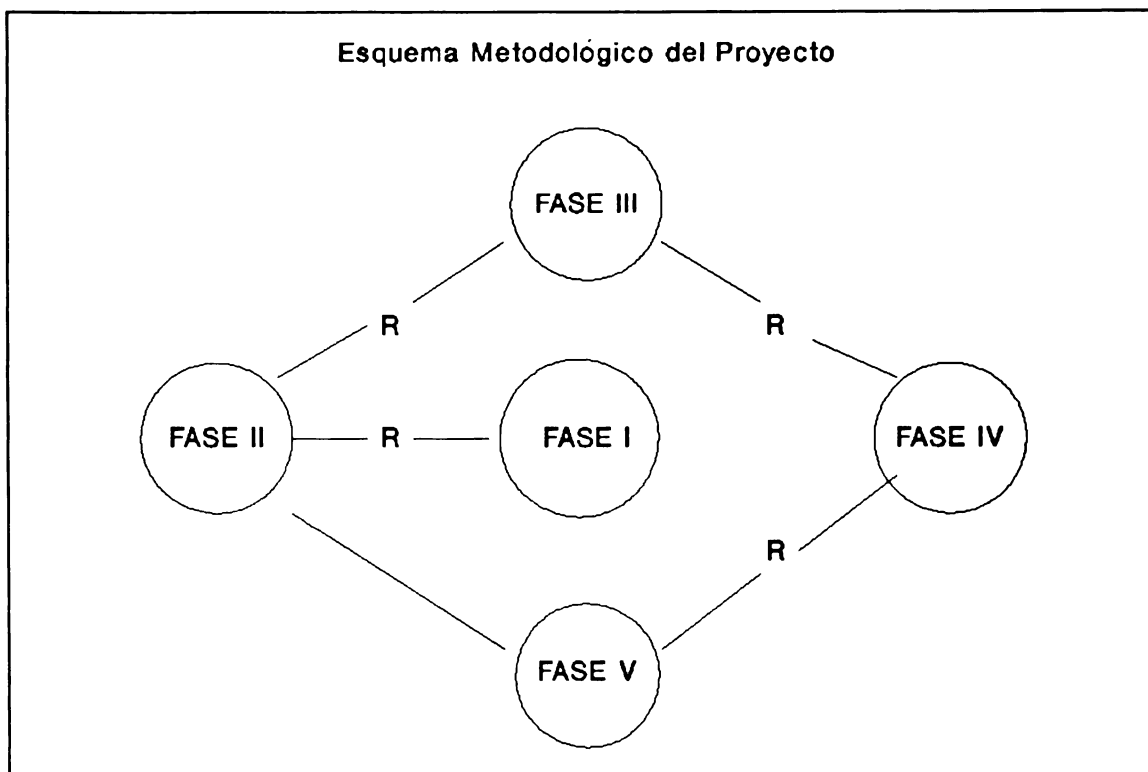 Esquema Metodológico del Proyecto
FASE III
R
R
FASE II
R
FASE I
FASE IV
R
FASE V